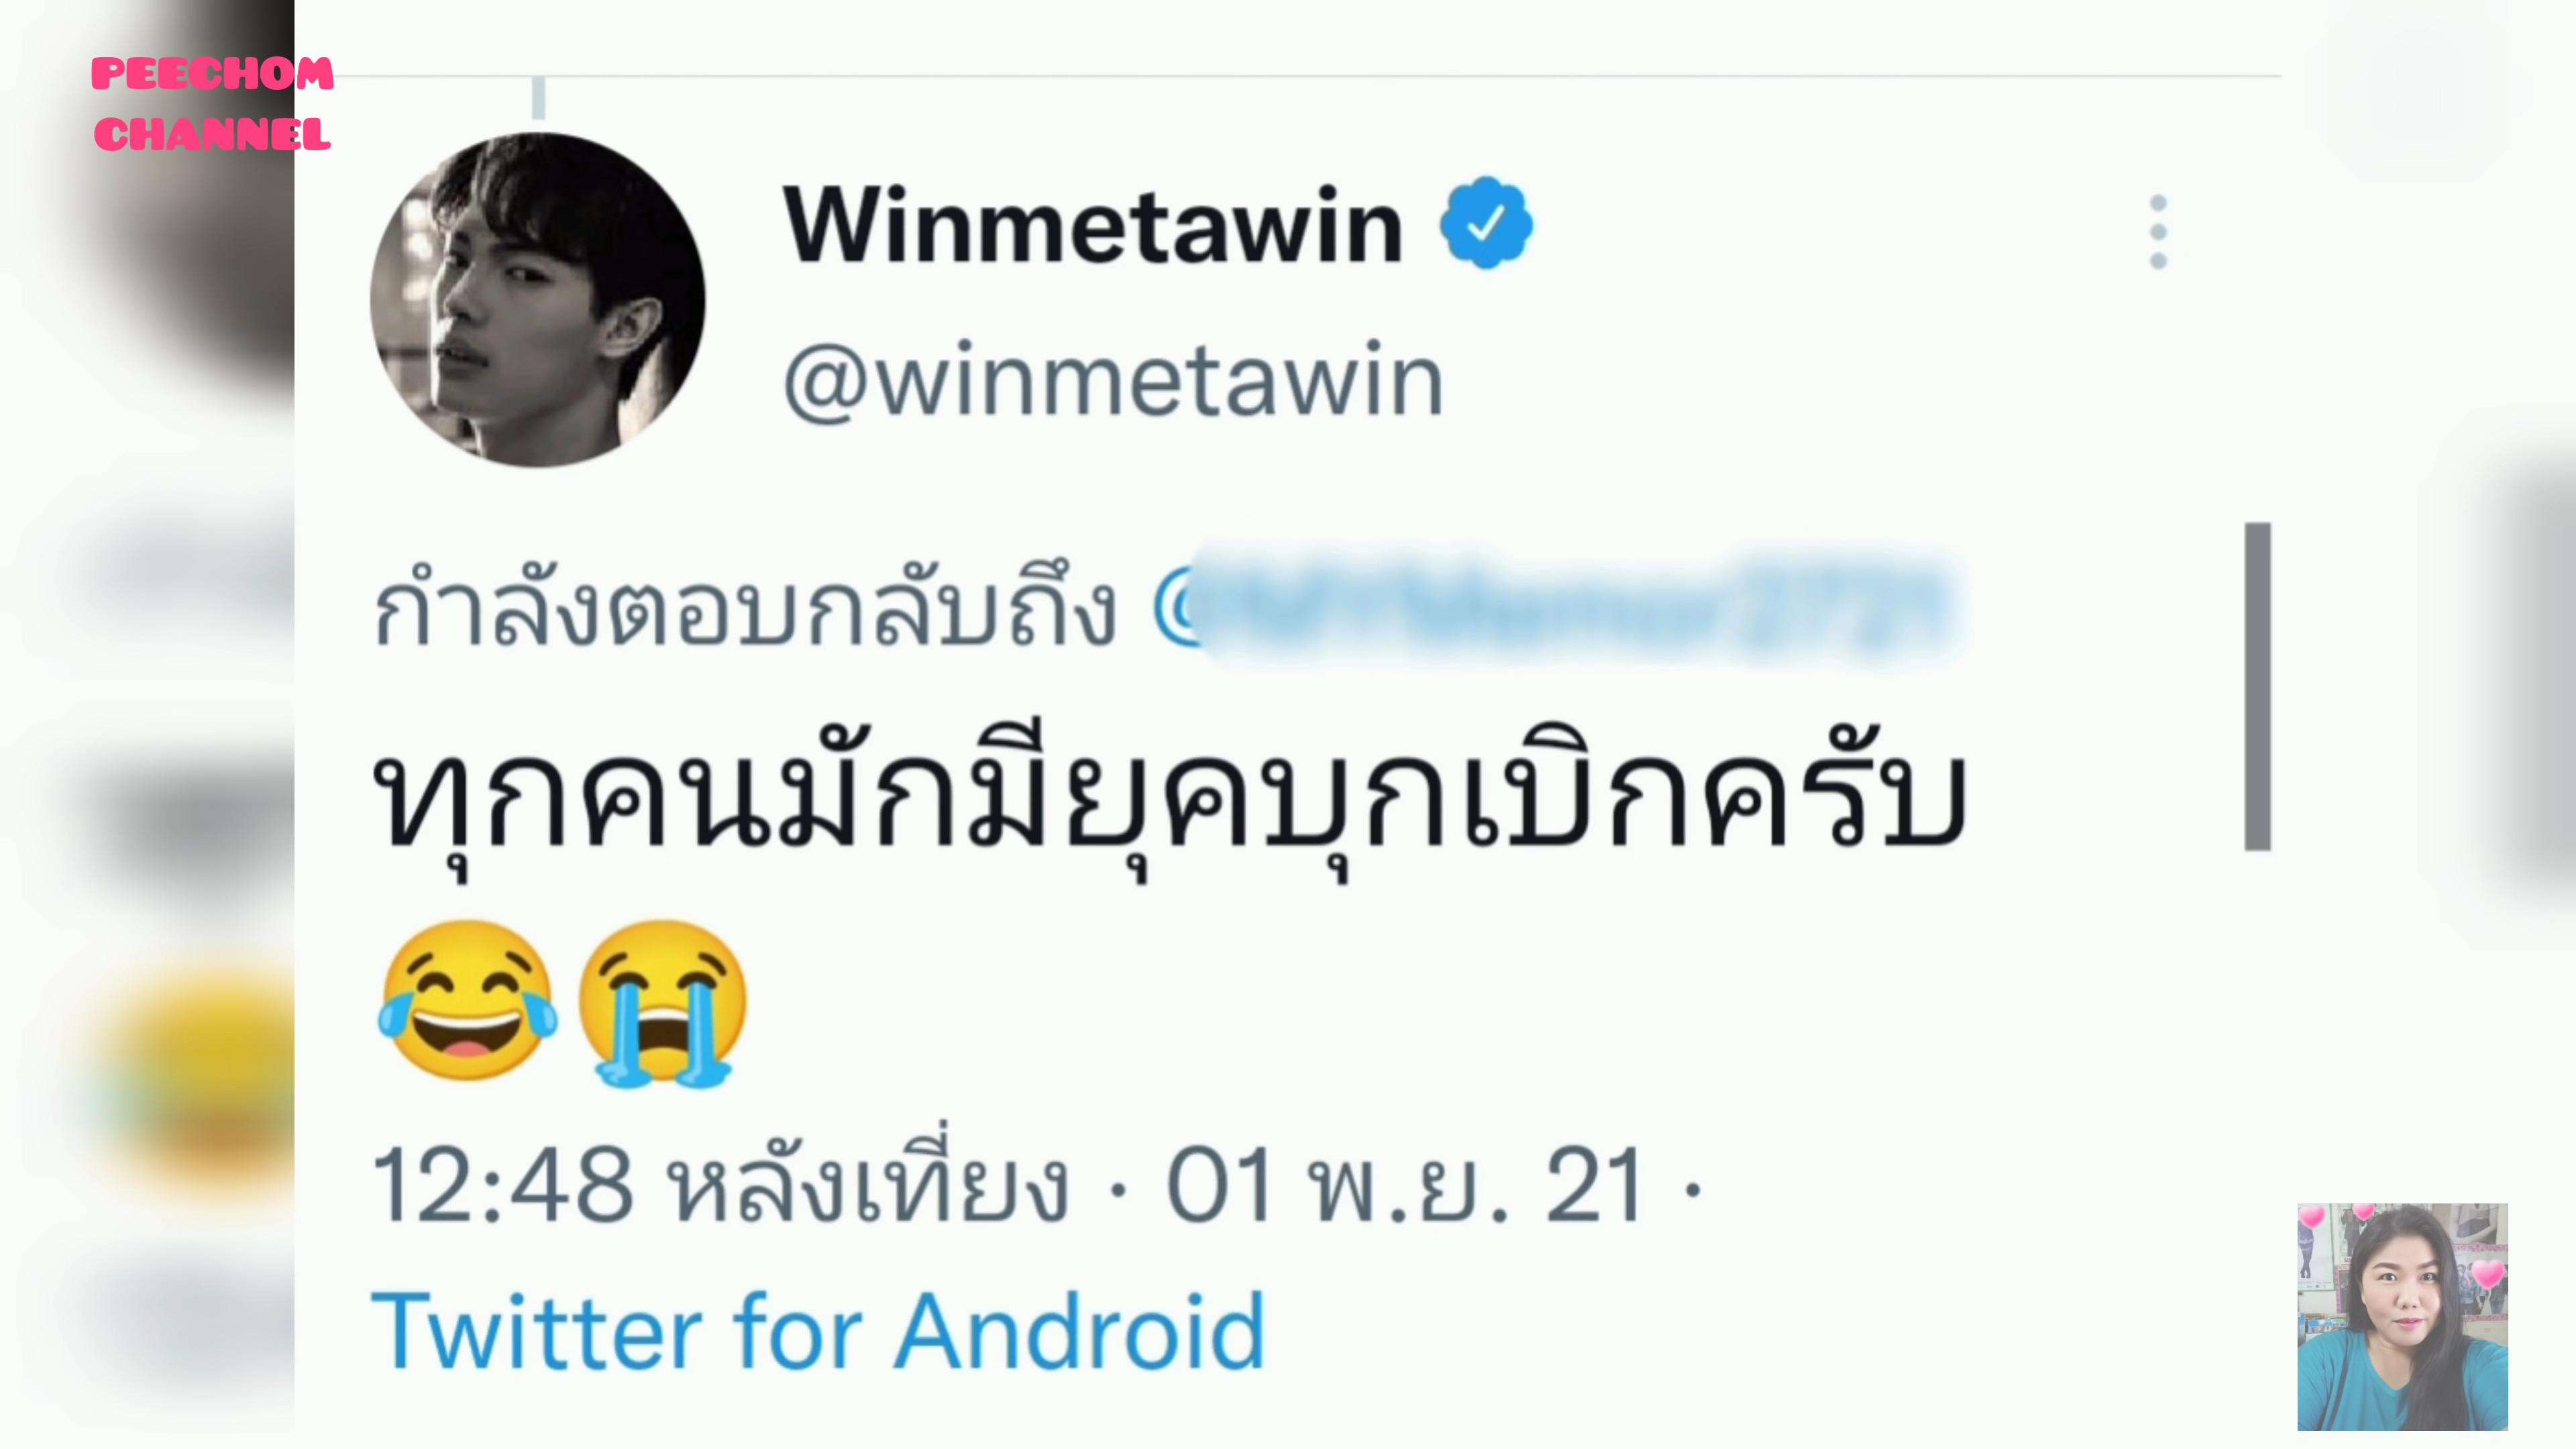 PEECHOM
CHANNEL
Winmetawin
@winmetawin
กำลังตอบกลับถึง @
ทุกคนมักมียุคบุกเบิกครับ
😂😭
12:48 หลังเที่ยง · 01 พ.ย. 21 ·
Twitter for Android